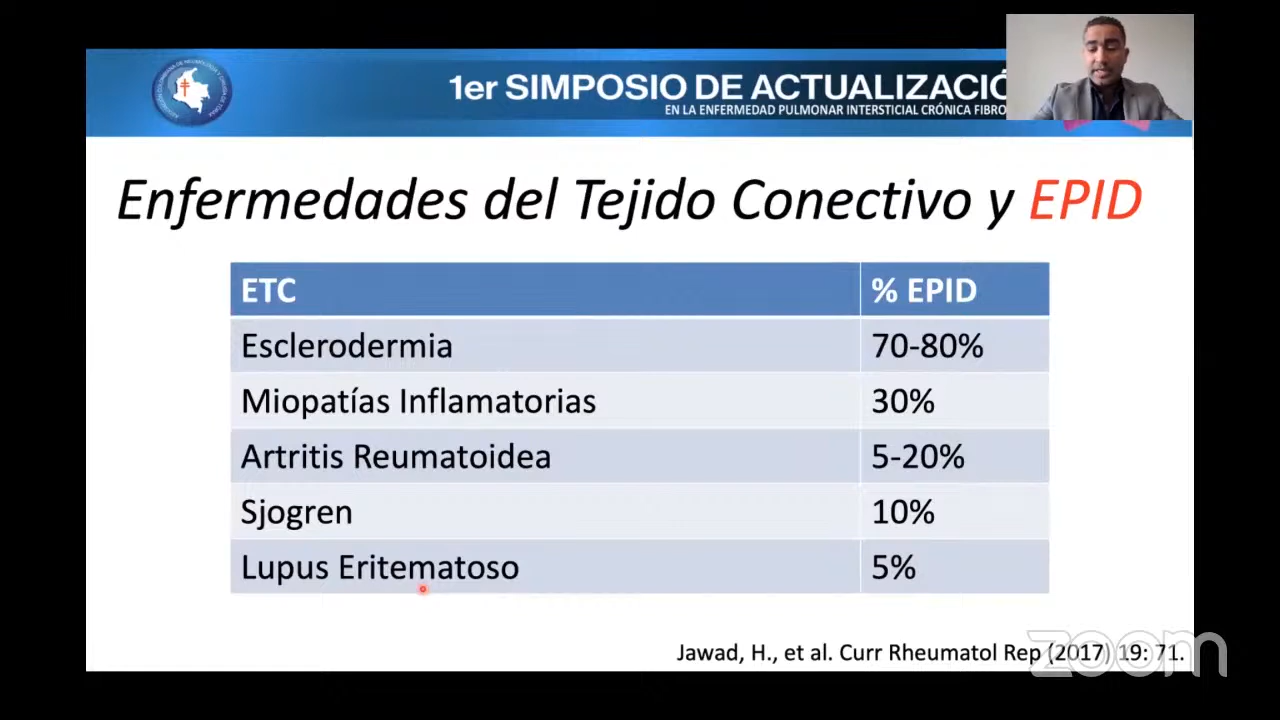 1er SIMPOSIO DE ACTUALIZACIÓ
EN LA ENFERMEDAD PULMONAR INTERSTICIAL CRÓNICA FIBRO
Enfermedades del Tejido Conectivo y EPID
ETC % EPID
Esclerodermia 70-80%
Miopatías Inflamatorias 30%
Artritis Reumatoidea 5-20%
Sjogren 10%
Lupus Eritematoso 5%
Jawad, H., et al. Curr Rheumatol Rep (2017) 19: 71.
zoom